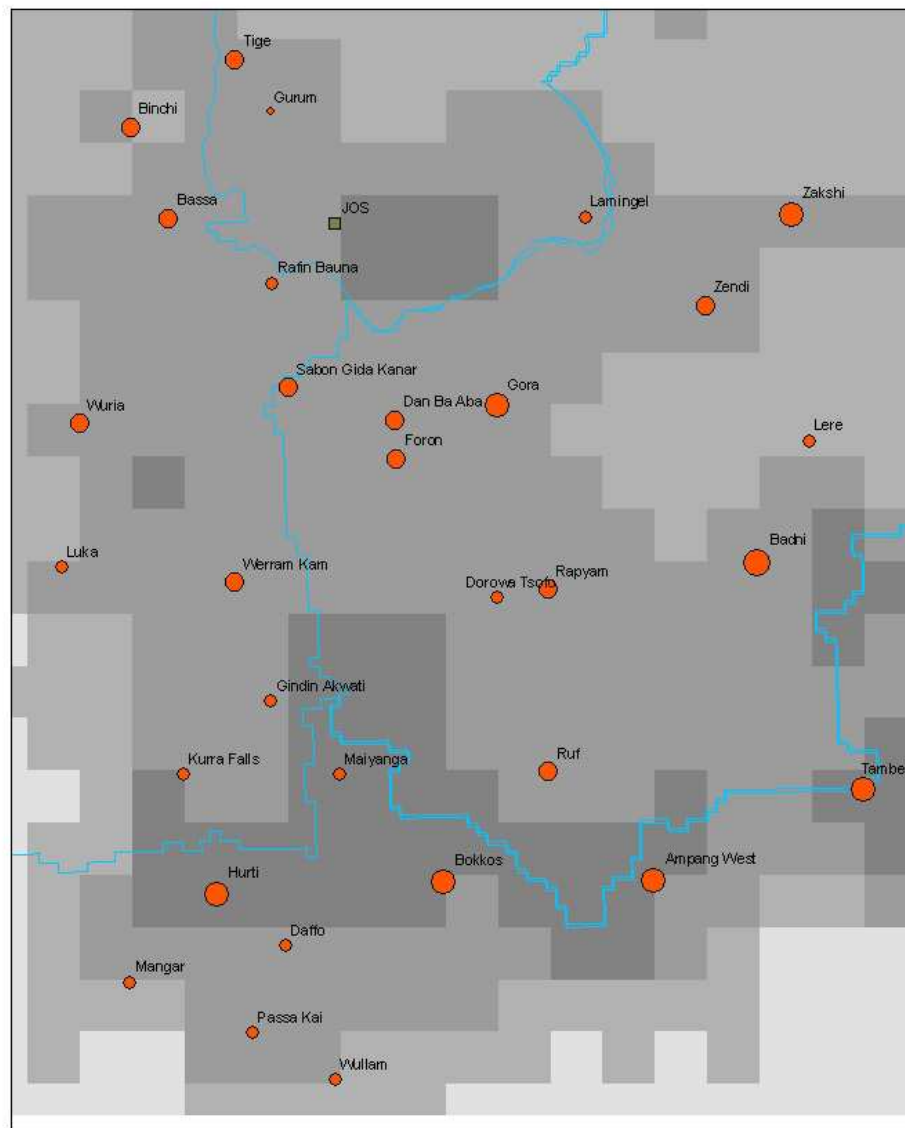 Tige
Gurum
Binchi
Bassa
JOS
Lamingel
Zakshi
Rafin Bauna
Zendi
Sabon Gida Kanar
Gora
Dan Ba Aba
Wuria
Lere
Foron
Luka
Werram Kam
Dorowa Tsofo
Rapyam
Badni
Gindin Akwati
Kurra Falls
Maiyanga
Ruf
Tambe
Hurti
Bokkos
Ampang West
Daffo
Mangar
Passa Kai
Wullam